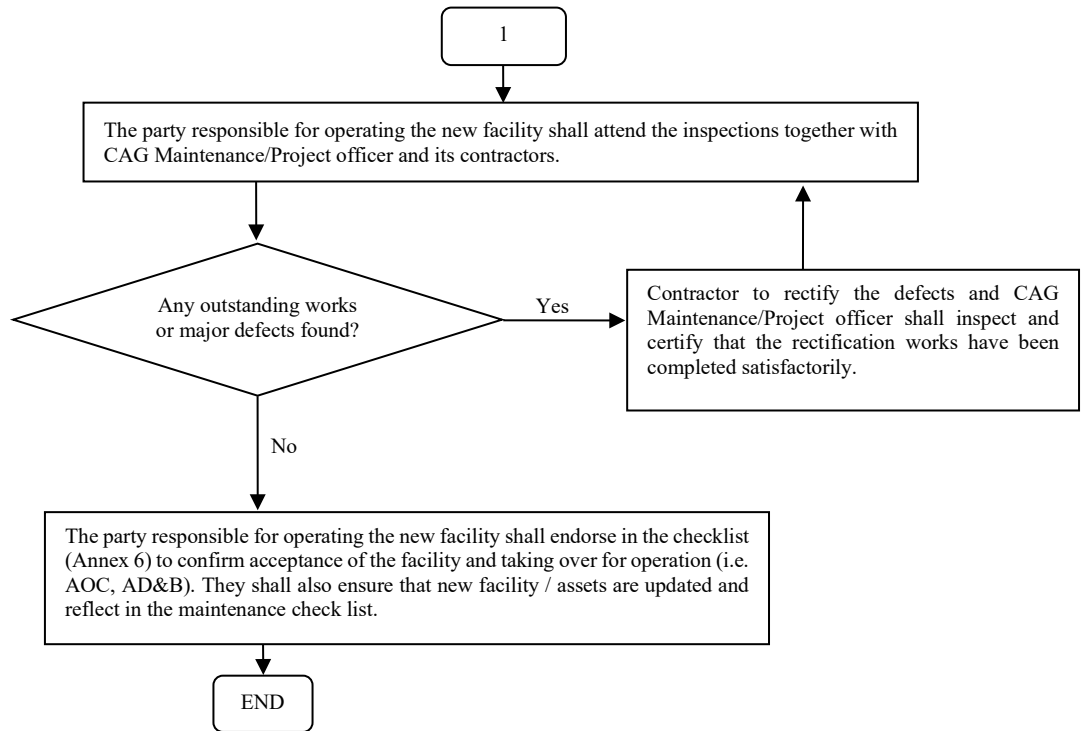 1
The party responsible for operating the new facility shall attend the inspections together with
CAG Maintenance/Project officer and its contractors.
Any outstanding works
or major defects found?
Yes
Contractor to rectify the defects and CAG
Maintenance/Project officer shall inspect and
certify that the rectification works have been
completed satisfactorily.
No
The party responsible for operating the new facility shall endorse in the checklist
(Annex 6) to confirm acceptance of the facility and taking over for operation (i.e.
AOC, AD&B). They shall also ensure that new facility / assets are updated and
reflect in the maintenance check list.
END